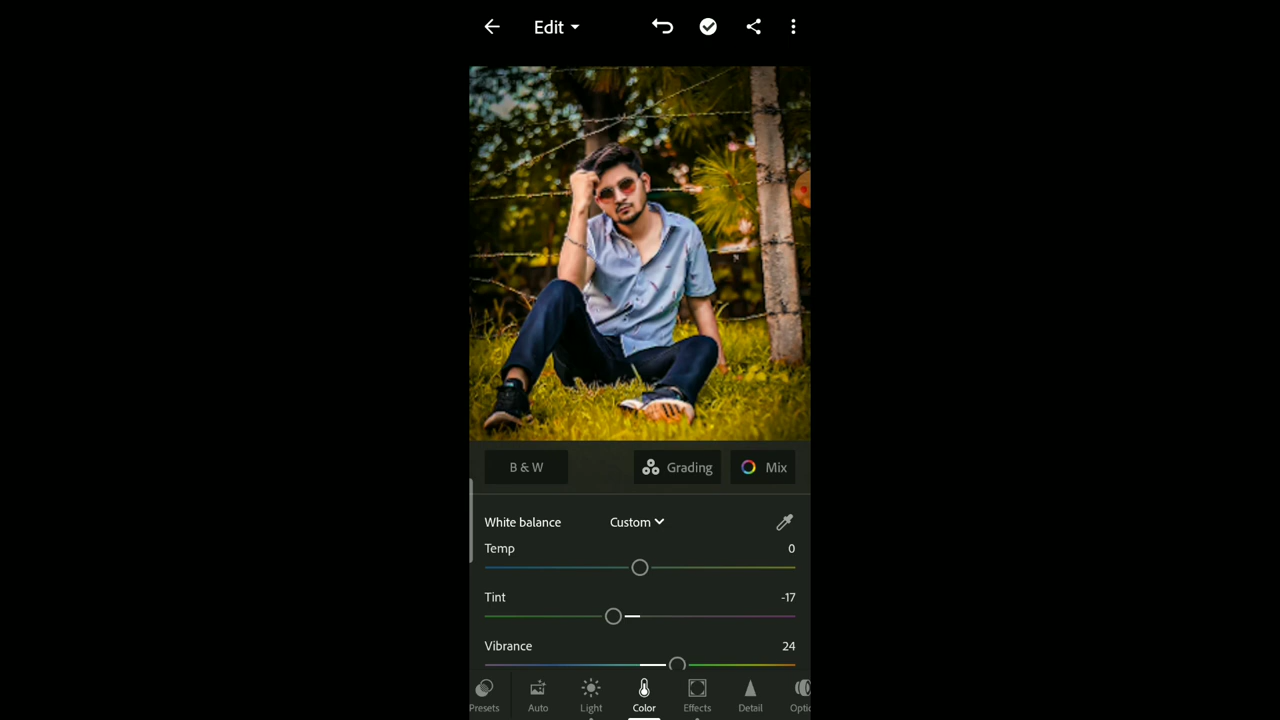 Edit
B & W
Grading
Mix
White balance
Custom
Temp
0
Tint
-17
Vibrance
24
Presets
Auto
Light
Color
Effects
Detail
Optic